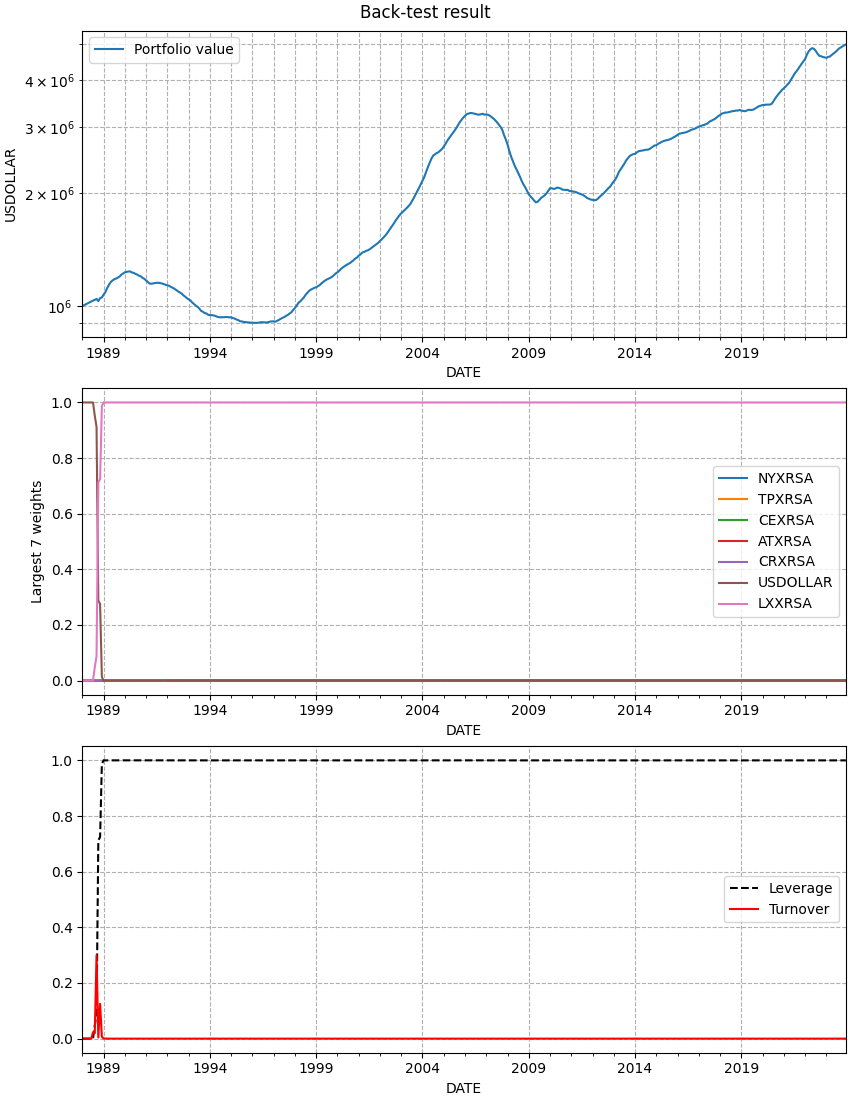 Back-test result
Portfolio value
4 × 10⁶
3 × 10⁶
2 × 10⁶
10⁶
USDOLLAR
1989 1994 1999 2004 2009 2014 2019
DATE
1.0
0.8
0.6
0.4
0.2
0.0
Largest 7 weights
NYXRSA
TPXRSA
CEXRSA
ATXRSA
CRXRSA
USDOLLAR
LXXRSA
1989 1994 1999 2004 2009 2014 2019
DATE
1.0
0.8
0.6
0.4
0.2
0.0
Leverage
Turnover
1989 1994 1999 2004 2009 2014 2019
DATE